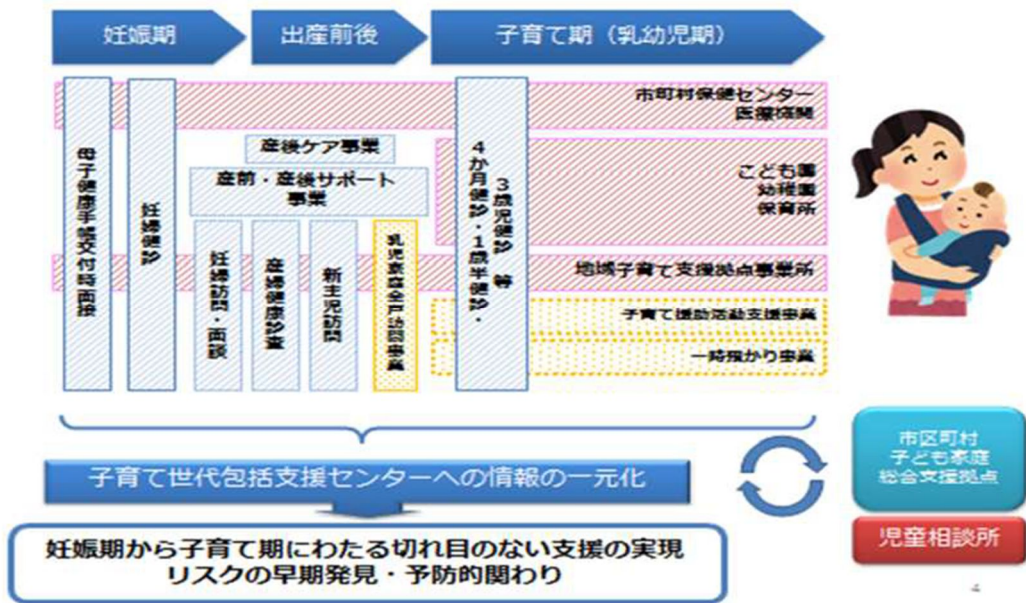 妊娠期
出産前後
子育て期（乳幼児期）
市町村保健センター
医療機関
母子健康手帳交付時面接
妊婦健診
産後ケア事業
産前・産後サポート
事業
妊婦訪問・面談
産婦健康診査
新生児訪問
乳児家庭全戸訪問事業
3歳児健診　等
4か月健診・1歳半健診・
こども園
幼稚園
保育所
地域子育て支援拠点事業所
子育て援助活動支援事業
一時預かり事業
子育て世代包括支援センターへの情報の一元化
市区町村
子ども家庭
総合支援拠点
児童相談所
妊娠期から子育て期にわたる切れ目のない支援の実現
リスクの早期発見・予防的関わり
4